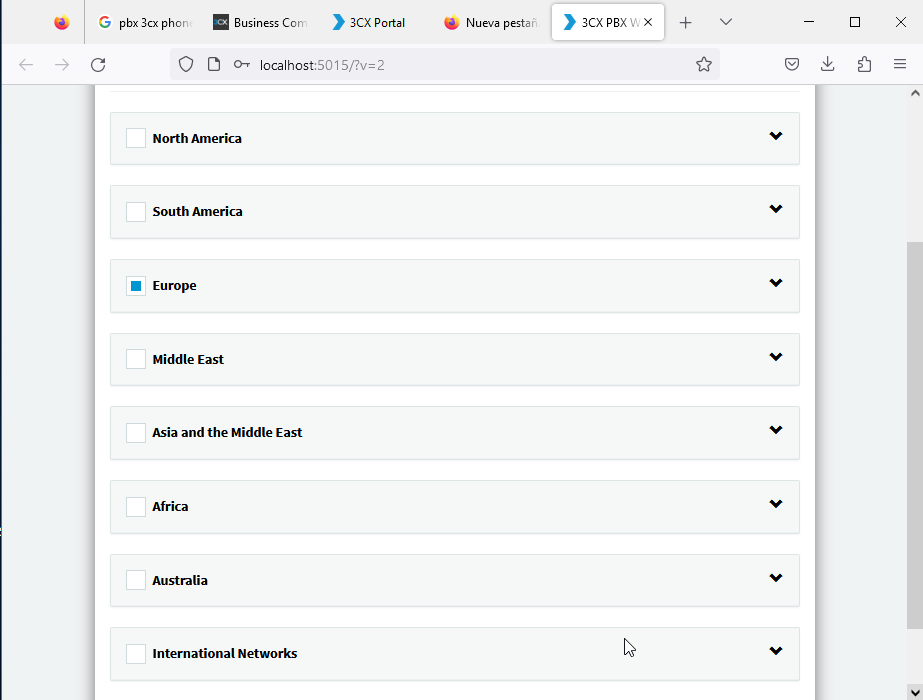 pbx 3cx phon
3CX
Business Com
3CX Portal
Nueva pestañ
3CX PBX W
localhost:5015/?v=2
North America
South America
Europe
Middle East
Asia and the Middle East
Africa
Australia
International Networks